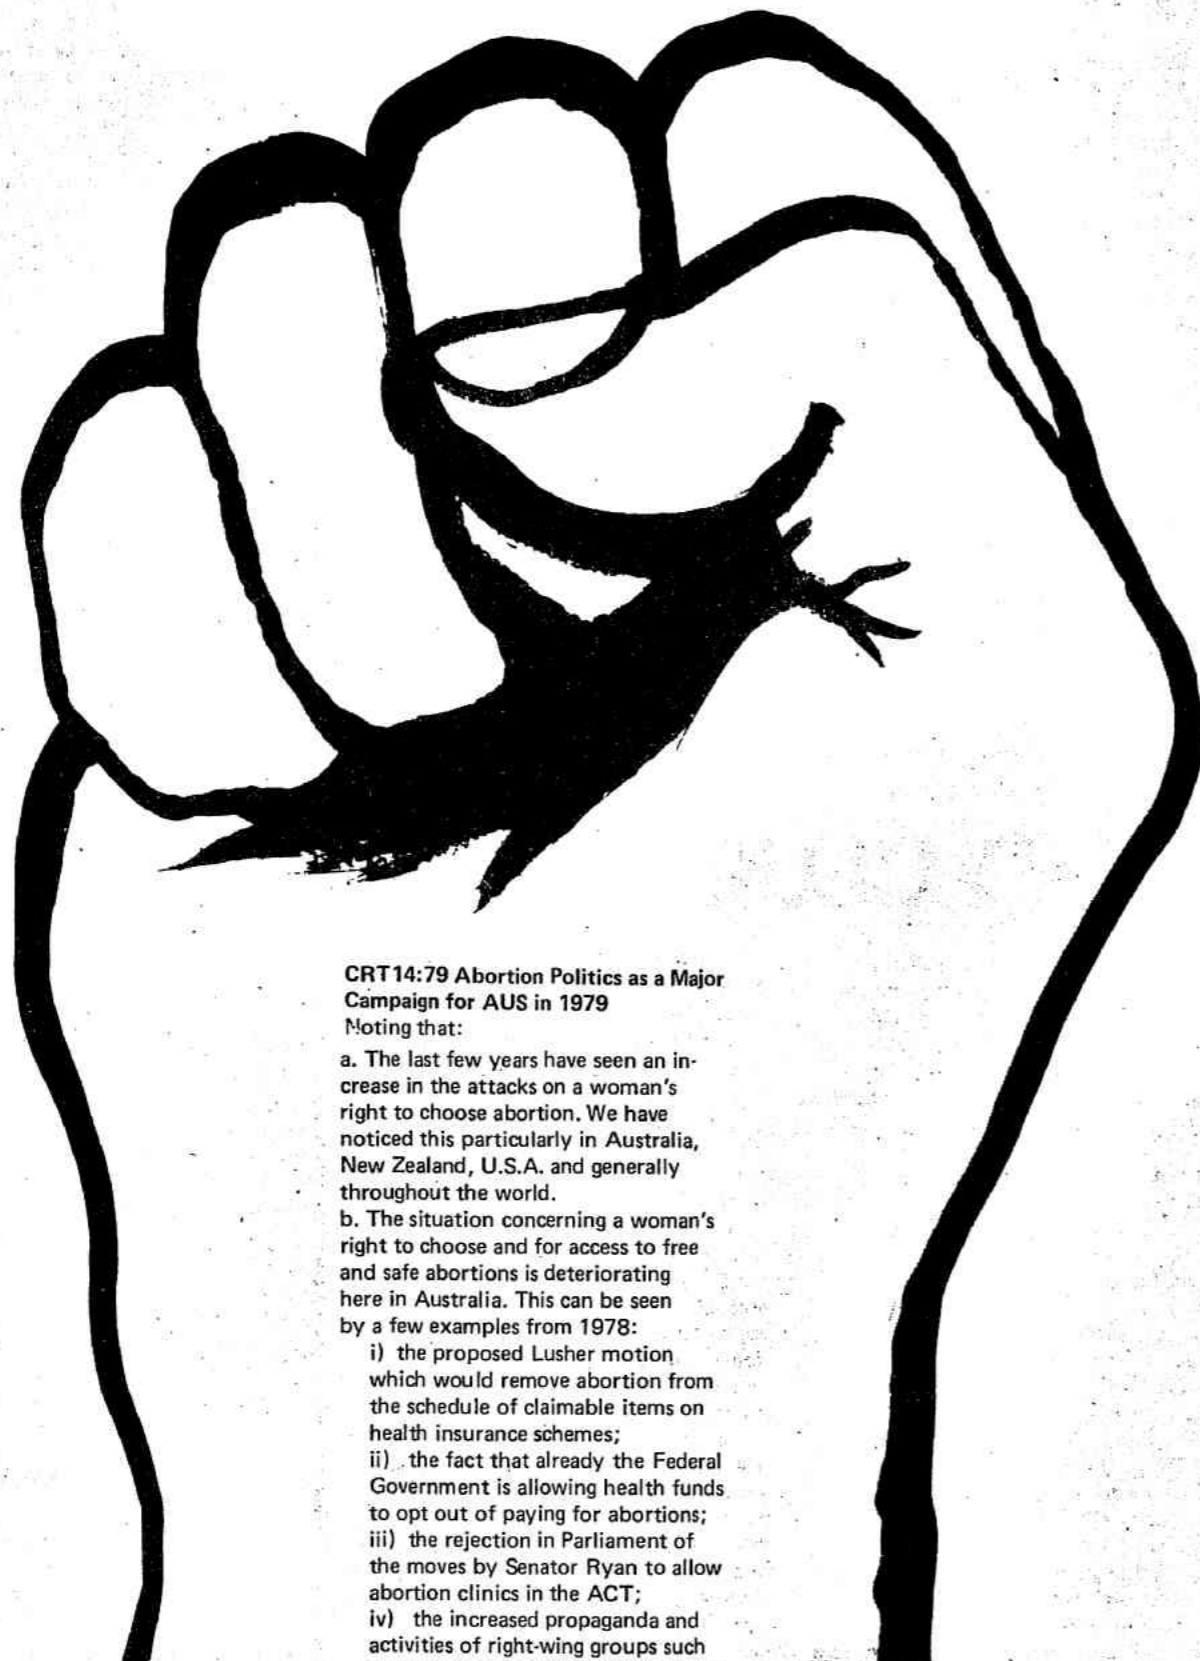 CRT14:79 Abortion Politics as a Major
Campaign for AUS in 1979
Noting that:
a. The last few years have seen an in-
crease in the attacks on a woman's
right to choose abortion. We have
noticed this particularly in Australia,
New Zealand, U.S.A. and generally
throughout the world.
b. The situation concerning a woman's
right to choose and for access to free
and safe abortions is deteriorating
here in Australia. This can be seen
by a few examples from 1978:
i) the proposed Lusher motion
which would remove abortion from
the schedule of claimable items on
health insurance schemes;
ii) the fact that already the Federal
Government is allowing health funds
to opt out of paying for abortions;
iii) the rejection in Parliament of
the moves by Senator Ryan to allow
abortion clinics in the ACT;
iv) the increased propaganda and
activities of right-wing groups such